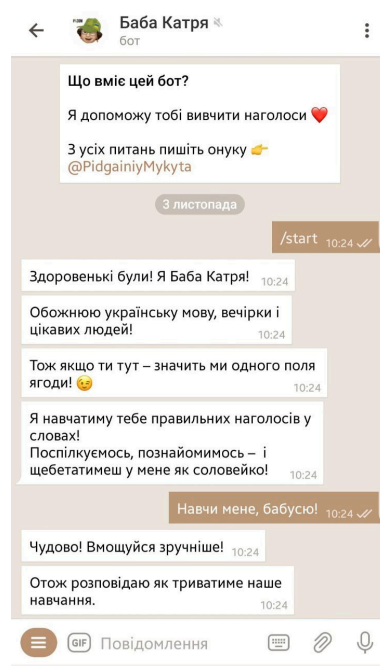 Баба Катря
бот
Що вміє цей бот?
Я допоможу тобі вивчити наголоси ❤️
З усіх питань пишіть онуку 👉
@PidgainiyMykyta
3 листопада
/start 10:24
Здоровенькі були! Я Баба Катря! 10:24
Обожнюю українську мову, вечірки і
цікавих людей! 10:24
Тож якщо ти тут – значить ми одного поля
ягоди! 😉 10:24
Я навчатиму тебе правильних наголосів у
словах!
Поспілкуємось, познайомимось – і
щебетатимеш у мене як соловейко! 10:24
Навчи мене, бабусю! 10:24
Чудово! Вмощуйся зручніше! 10:24
Отож розповідаю як триватиме наше
навчання. 10:24
GIF Повідомлення